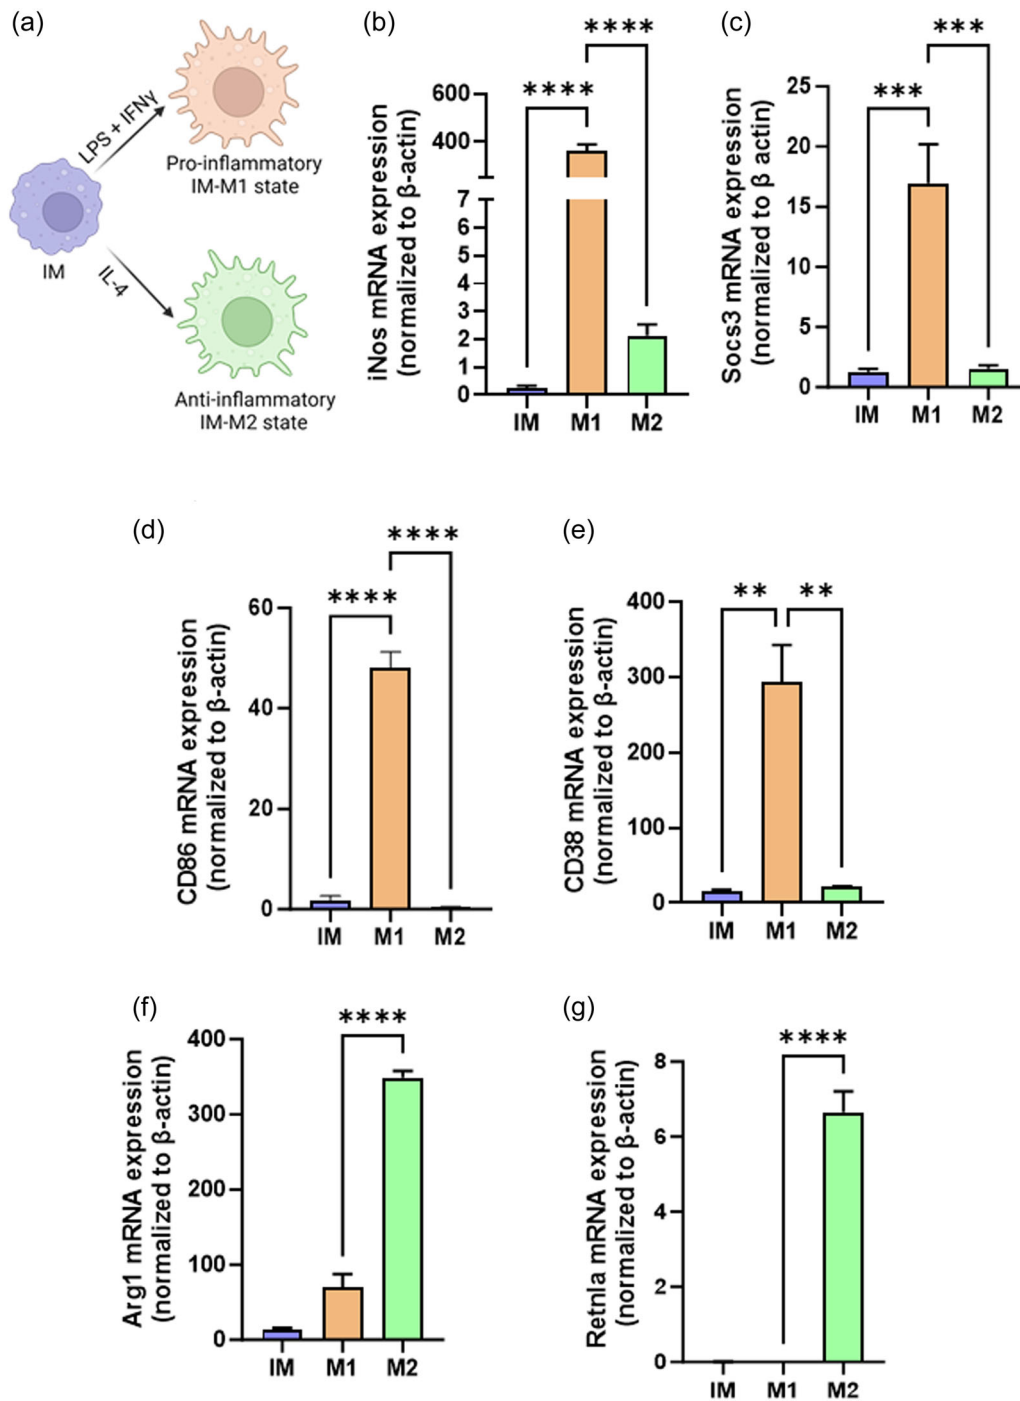 (a)
LPS + IFNγ
Pro-inflammatory
IM-M1 state
IM
IL-4
Anti-inflammatory
IM-M2 state
(b)
iNos mRNA expression
(normalized to β-actin)
600
400
7
6
5
4
3
2
1
0
****
****
IM M1 M2
(c)
Socs3 mRNA expression
(normalized to β actin)
25
20
15
10
5
0
***
***
IM M1 M2
(d)
CD86 mRNA expression
(normalized to β-actin)
60
40
20
0
****
****
IM M1 M2
(e)
CD38 mRNA expression
(normalized to β-actin)
400
300
200
100
0
** **
IM M1 M2
(f)
Arg1 mRNA expression
(normalized to β-actin)
400
300
200
100
0
****
IM M1 M2
(g)
Retnla mRNA expression
(normalized to β-actin)
8
6
4
2
0
****
IM M1 M2